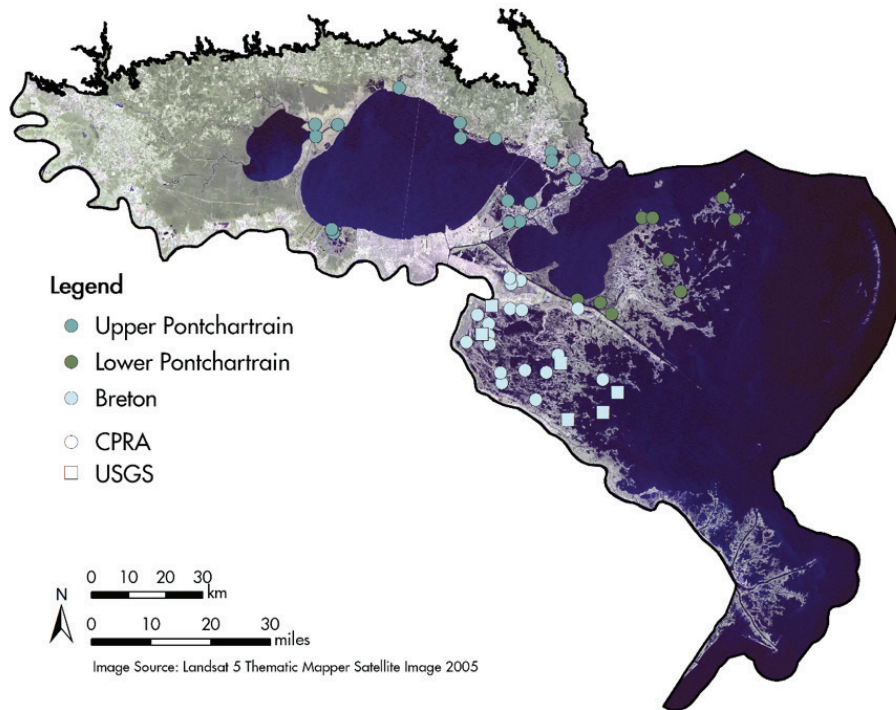 Legend
Upper Pontchartrain
Lower Pontchartrain
Breton
CPRA
USGS
N
0 10 20 30
km
0 10 20 30
miles
Image Source: Landsat 5 Thematic Mapper Satellite Image 2005